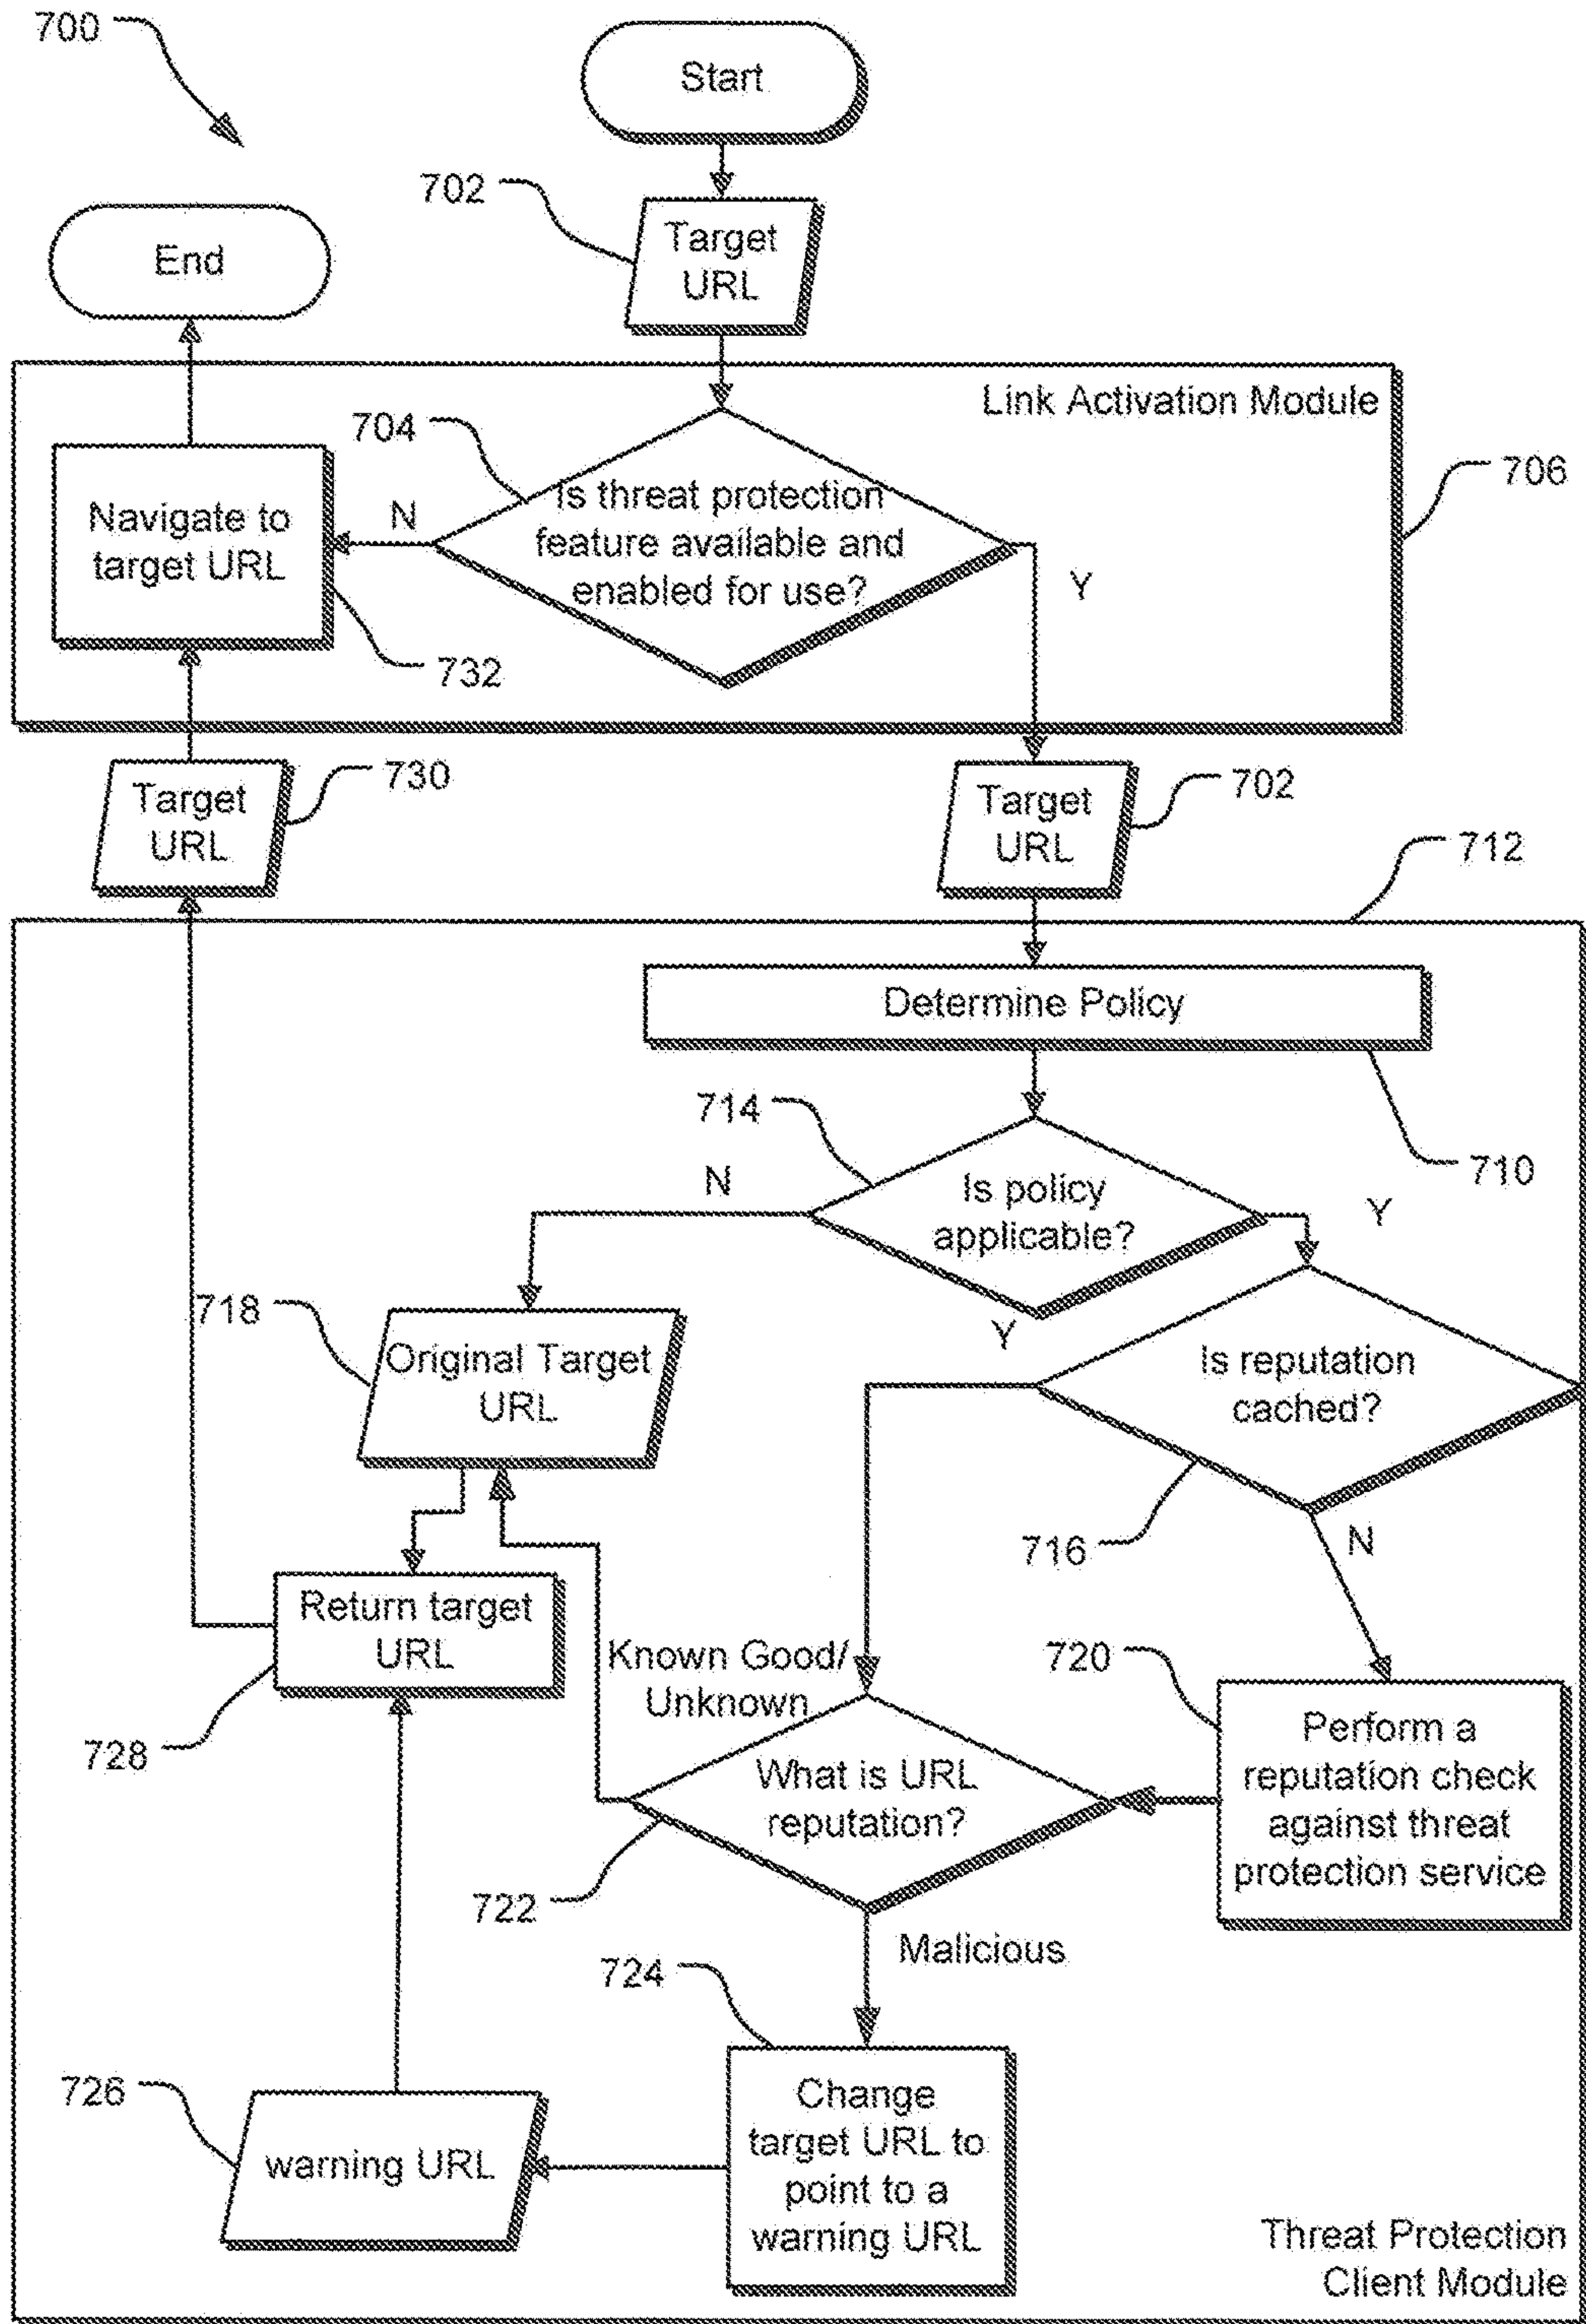 700
Start
702
Target
URL
End
Link Activation Module
704
706
Is threat protection
feature available and
enabled for use?
N
Y
Navigate to
target URL
732
Target
URL
730
Target
URL
702
712
Determine Policy
710
714
Is policy
applicable?
N
Y
718
Original Target
URL
Y
Is reputation
cached?
716
N
Return target
URL
728
Known Good/
Unknown
720
Perform a
reputation check
against threat
protection service
What is URL
reputation?
722
Malicious
724
Change
target URL to
point to a
warning URL
726
warning URL
Threat Protection
Client Module